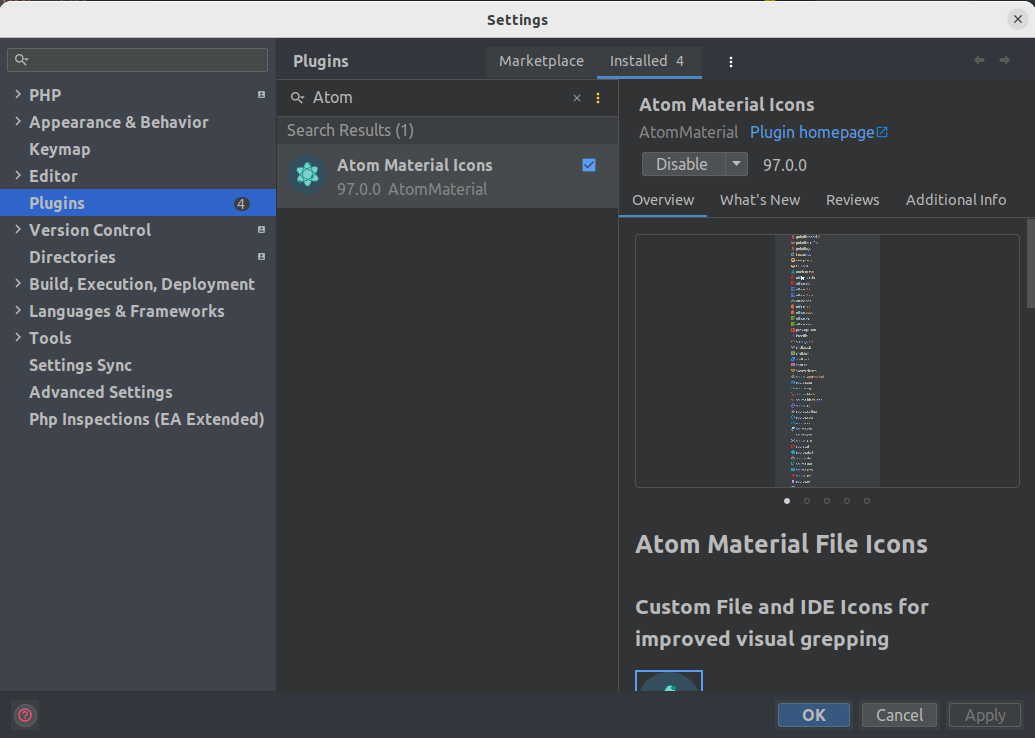 Settings
Plugins
Marketplace
Installed 4
Atom
Search Results (1)
Atom Material Icons
97.0.0 AtomMaterial
PHP
Appearance & Behavior
Keymap
Editor
Plugins 4
Version Control
Directories
Build, Execution, Deployment
Languages & Frameworks
Tools
Settings Sync
Advanced Settings
Php Inspections (EA Extended)
Atom Material Icons
AtomMaterial Plugin homepage
Disable 97.0.0
Overview What's New Reviews Additional Info
Atom Material File Icons
Custom File and IDE Icons for
improved visual grepping
?
OK Cancel Apply